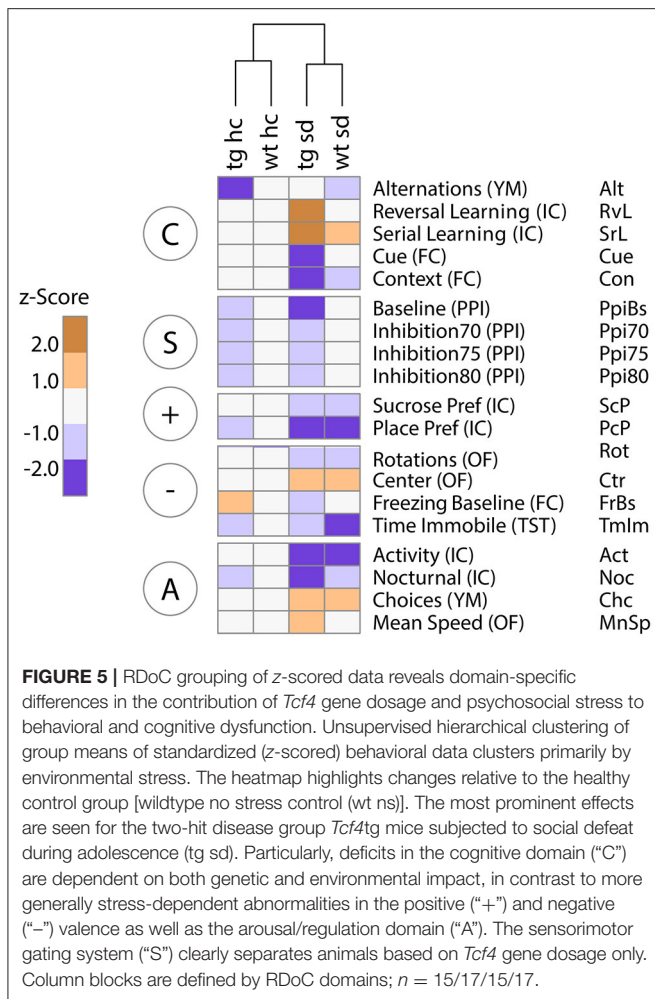 tg hc
wt hc
tg sd
wt sd
z-Score
2.0
1.0
-1.0
-2.0
C
Alternations (YM) Alt
Reversal Learning (IC) RvL
Serial Learning (IC) SrL
Cue (FC) Cue
Context (FC) Con
S
Baseline (PPI) PpiBs
Inhibition70 (PPI) Ppi70
Inhibition75 (PPI) Ppi75
Inhibition80 (PPI) Ppi80
+
Sucrose Pref (IC) ScP
Place Pref (IC) PcP
-
Rotations (OF) Rot
Center (OF) Ctr
Freezing Baseline (FC) FrBs
Time Immobile (TST) TmIm
A
Activity (IC) Act
Nocturnal (IC) Noc
Choices (YM) Chc
Mean Speed (OF) MnSp
FIGURE 5 | RDoC grouping of z-scored data reveals domain-specific
differences in the contribution of Tcf4 gene dosage and psychosocial stress to
behavioral and cognitive dysfunction. Unsupervised hierarchical clustering of
group means of standardized (z-scored) behavioral data clusters primarily by
environmental stress. The heatmap highlights changes relative to the healthy
control group [wildtype no stress control (wt ns)]. The most prominent effects
are seen for the two-hit disease group Tcf4tg mice subjected to social defeat
during adolescence (tg sd). Particularly, deficits in the cognitive domain (“C”)
are dependent on both genetic and environmental impact, in contrast to more
generally stress-dependent abnormalities in the positive (“+”) and negative
(“–”) valence as well as the arousal/regulation domain (“A”). The sensorimotor
gating system (“S”) clearly separates animals based on Tcf4 gene dosage only.
Column blocks are defined by RDoC domains; n = 15/17/15/17.